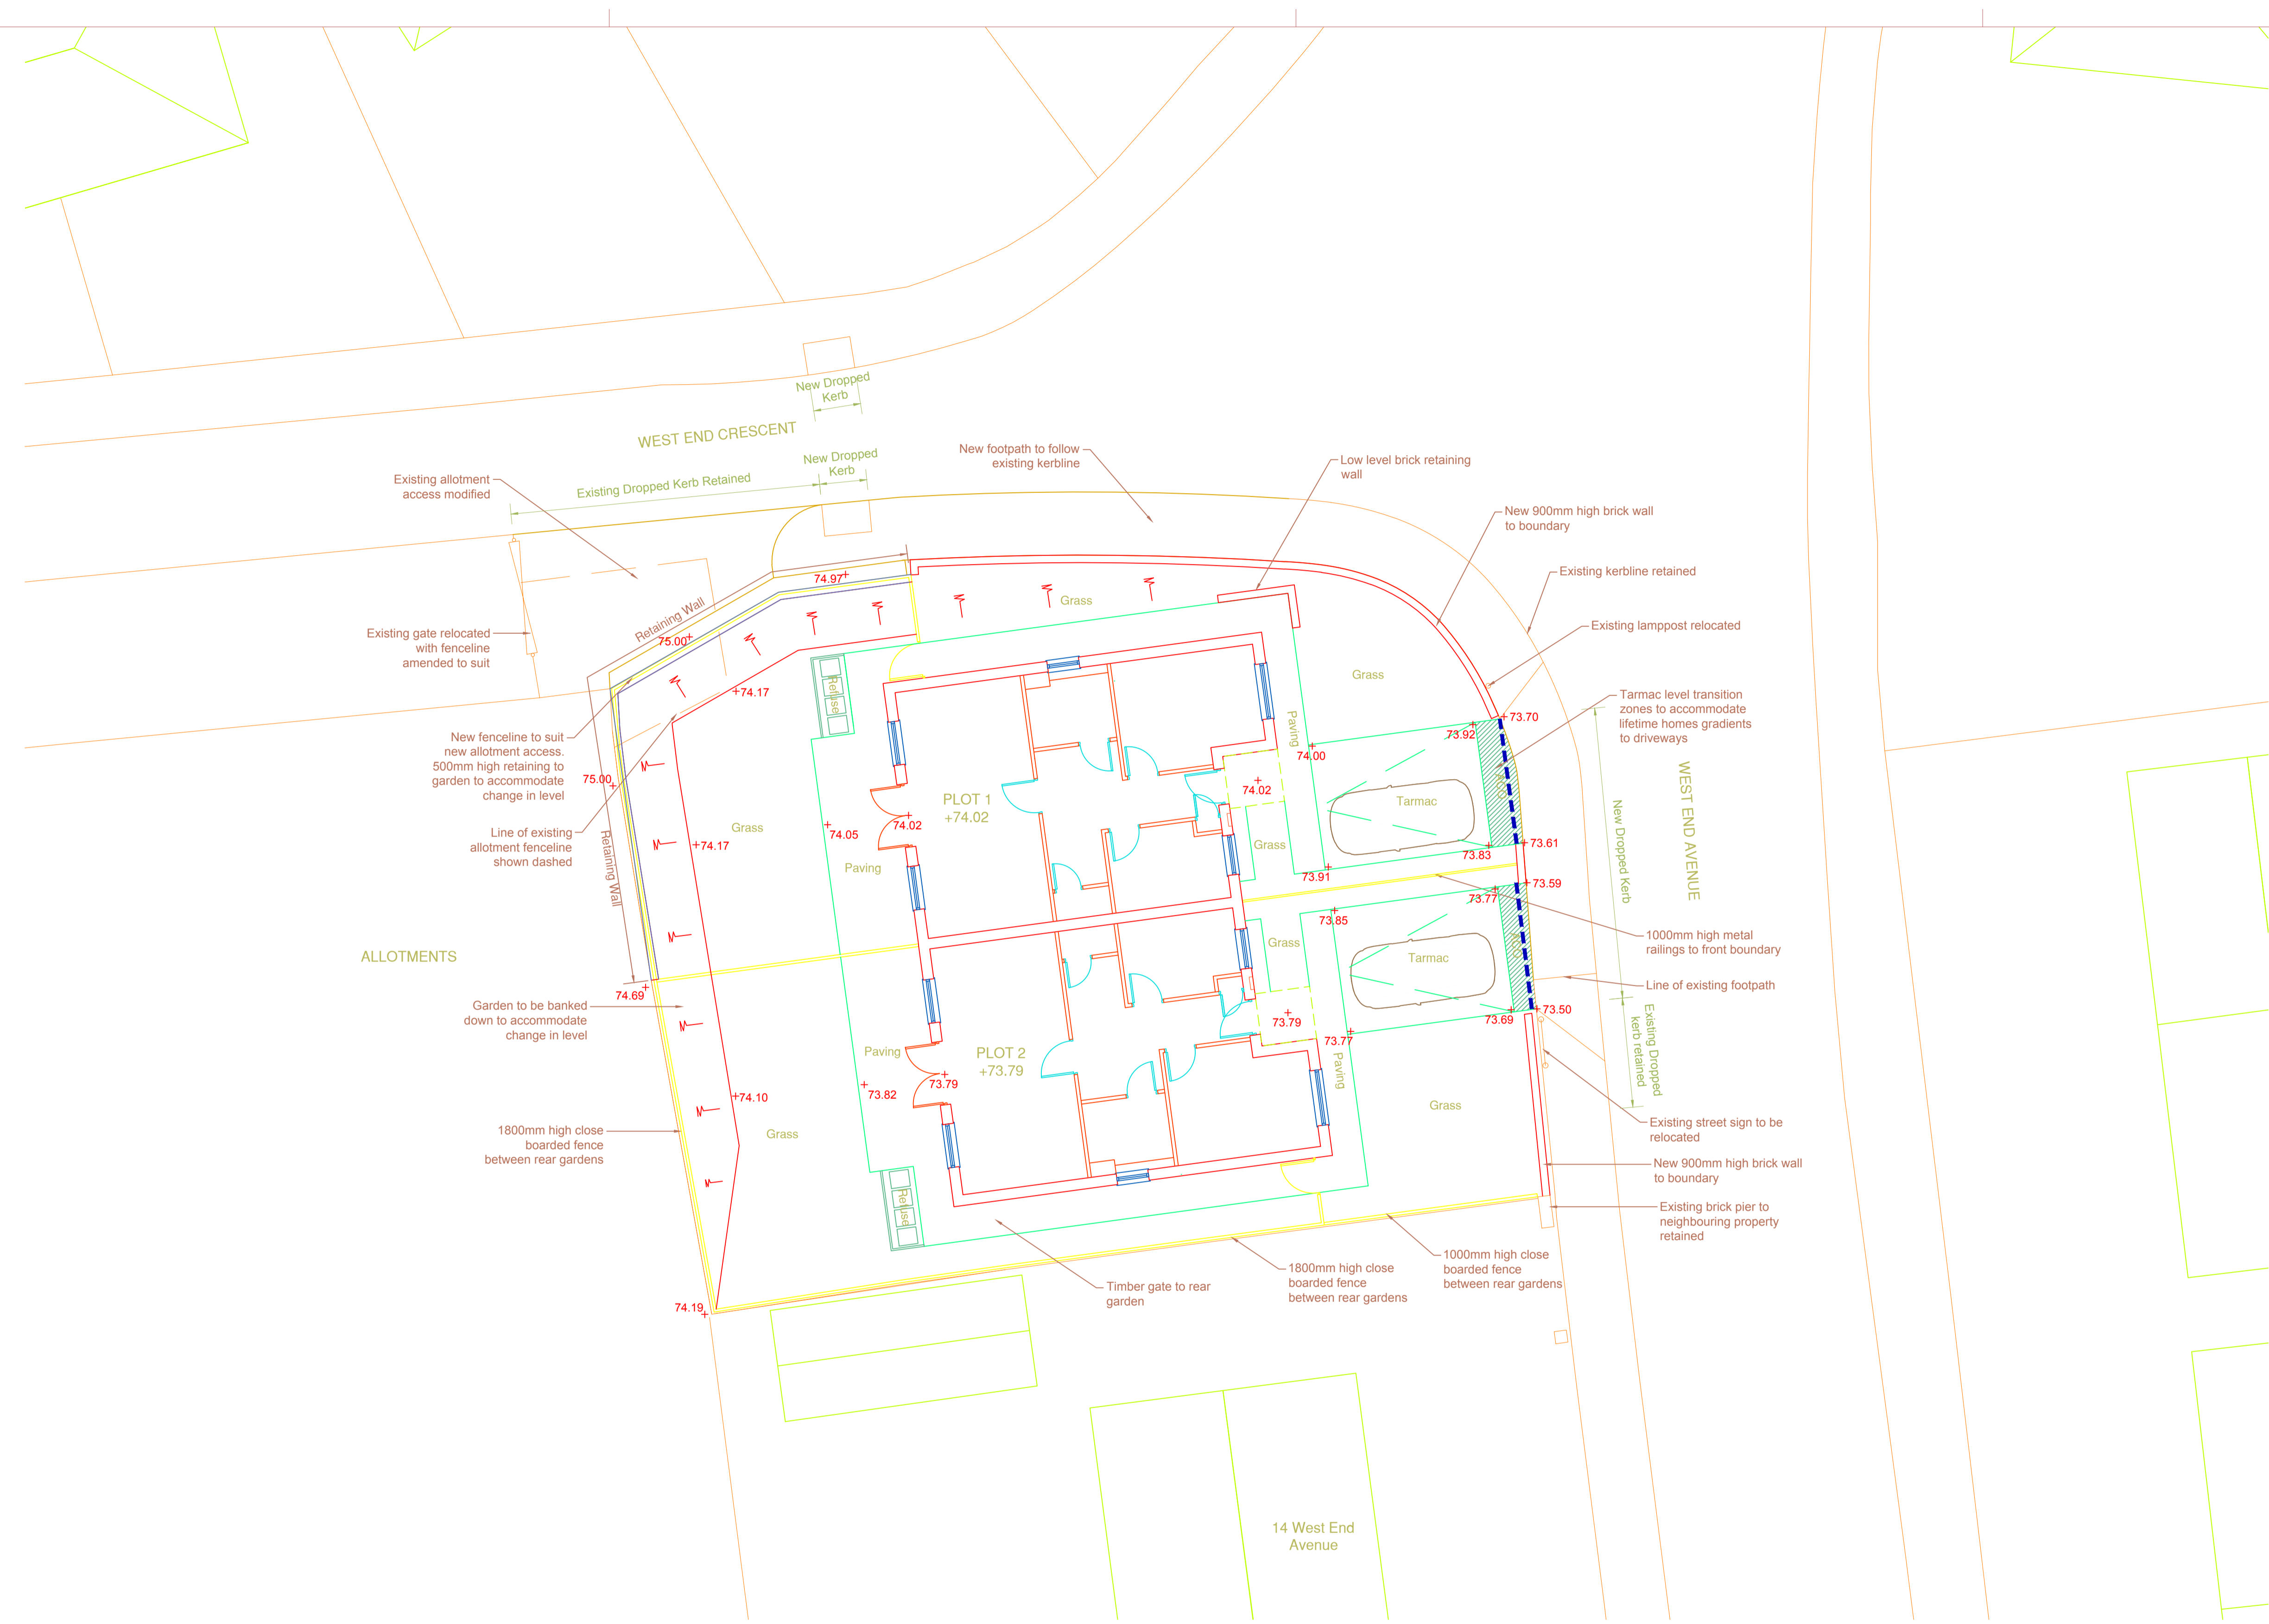 New Dropped
Kerb
WEST END CRESCENT
New Dropped
Kerb
Existing Dropped Kerb Retained
Existing allotment
access modified
New footpath to follow
existing kerbline
Low level brick retaining
wall
New 900mm high brick wall
to boundary
Existing kerbline retained
Existing lamppost relocated
Tarmac level transition
zones to accommodate
lifetime homes gradients
to driveways
Existing gate relocated
with fenceline
amended to suit
Retaining Wall
74.97
75.00
Grass
Grass
74.17
Refuse
New fenceline to suit
new allotment access.
500mm high retaining to
garden to accommodate
change in level
75.00
Line of existing
allotment fenceline
shown dashed
Retaining Wall
Grass
74.17
74.05
Paving
74.02
PLOT 1
+74.02
Paving
74.00
74.02
Grass
73.91
Tarmac
73.92
73.70
73.83
73.61
73.59
73.77
73.85
Grass
Tarmac
WEST END AVENUE
New Dropped Kerb
1000mm high metal
railings to front boundary
Line of existing footpath
ALLOTMENTS
74.69
Garden to be banked
down to accommodate
change in level
Paving
PLOT 2
+73.79
73.79
73.82
73.79
73.77
Paving
73.69
73.50
Existing Dropped
kerb retained
74.10
Grass
Grass
Refuse
1800mm high close
boarded fence
between rear gardens
Existing street sign to be
relocated
New 900mm high brick wall
to boundary
Existing brick pier to
neighbouring property
retained
74.19
Timber gate to rear
garden
1800mm high close
boarded fence
between rear gardens
1000mm high close
boarded fence
between rear gardens
14 West End
Avenue